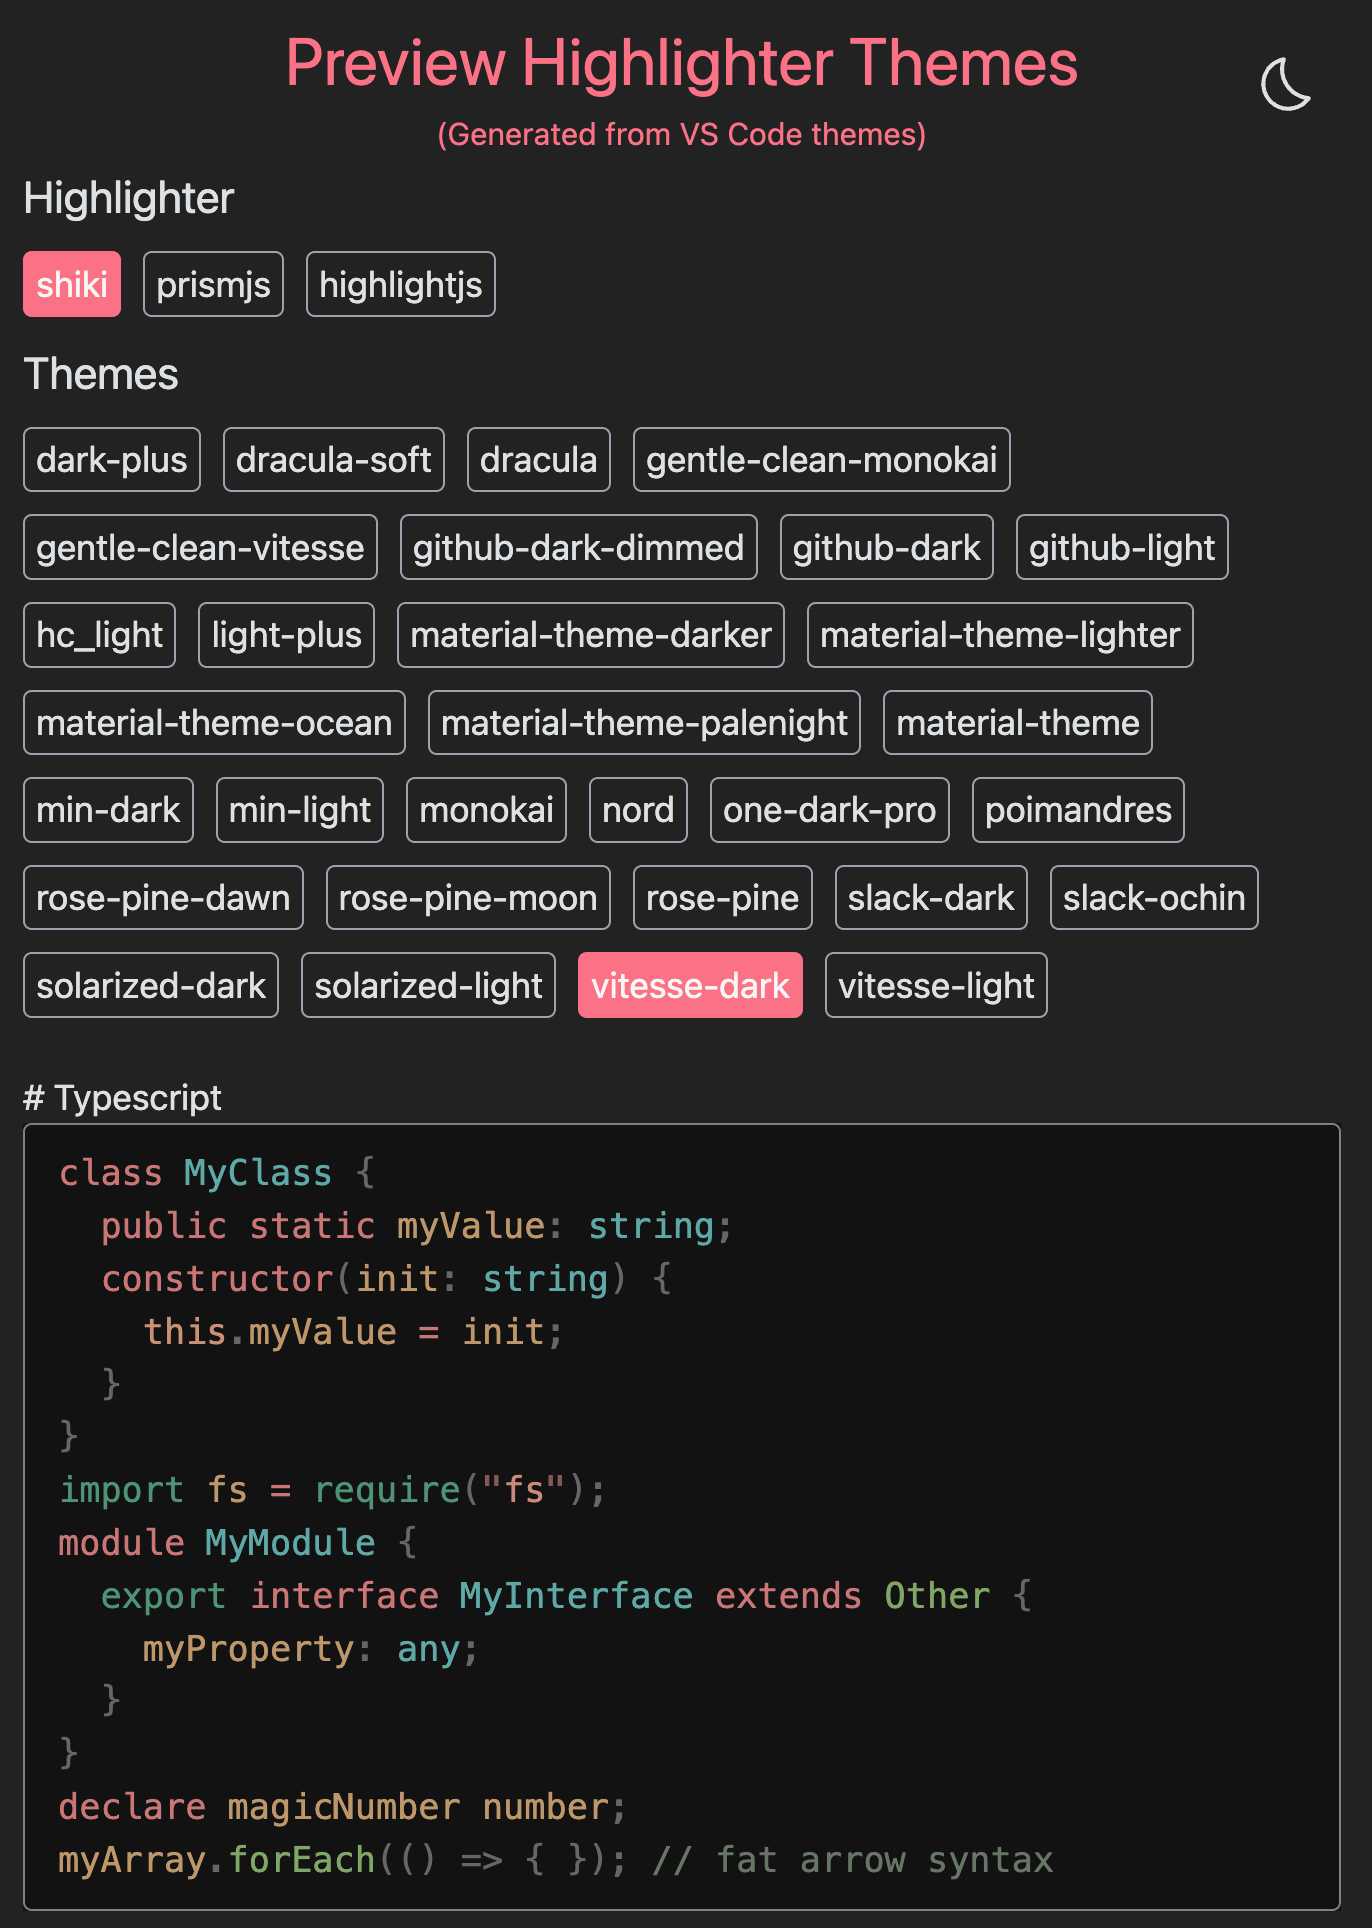 Preview Highlighter Themes
(Generated from VS Code themes)
Highlighter
shiki prismjs highlightjs
Themes
dark-plus dracula-soft dracula gentle-clean-monokai
gentle-clean-vitesse github-dark-dimmed github-dark github-light
hc_light light-plus material-theme-darker material-theme-lighter
material-theme-ocean material-theme-palenight material-theme
min-dark min-light monokai nord one-dark-pro poimandres
rose-pine-dawn rose-pine-moon rose-pine slack-dark slack-ochin
solarized-dark solarized-light vitesse-dark vitesse-light
# Typescript
class MyClass {
  public static myValue: string;
  constructor(init: string) {
    this.myValue = init;
  }
}
import fs = require("fs");
module MyModule {
  export interface MyInterface extends Other {
    myProperty: any;
  }
}
declare magicNumber number;
myArray.forEach(() => { }); // fat arrow syntax